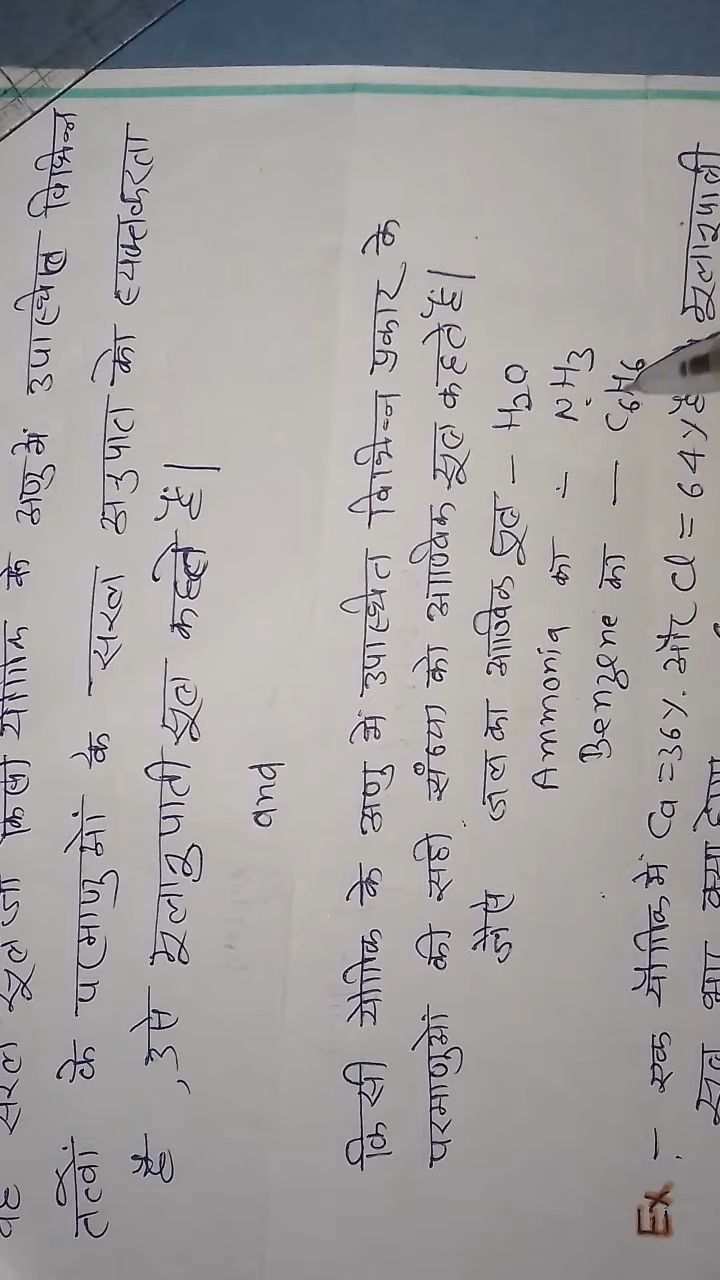 वह सरल सूत्र जो किसी यौगिक के अणु में उपस्थित विभिन्न
तत्वों के परमाणुओं के सरल अनुपात को व्यक्त करता
है , उसे मूलानुपाती सूत्र कहते हैं।
and
किसी यौगिक के अणु में उपस्थित विभिन्न प्रकार के
परमाणुओं की सही संख्या को आण्विक सूत्र कहते हैं।
जैसे जल का आण्विक सूत्र – H2O
Ammonia का – NH3
Benzene का – C6H6
Ex. – एक यौगिक में Ca = 36%. और Cl = 64% है मूलानुपाती
सूत्र क्या होगा